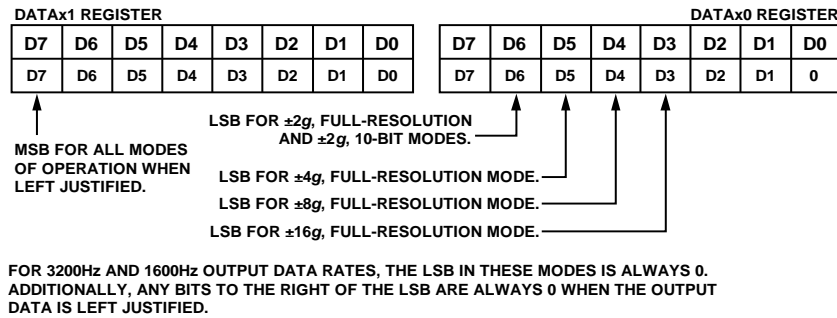 DATAx1 REGISTER DATAx0 REGISTER
D7 D6 D5 D4 D3 D2 D1 D0 D7 D6 D5 D4 D3 D2 D1 D0
D7 D6 D5 D4 D3 D2 D1 D0 D7 D6 D5 D4 D3 D2 D1 0
MSB FOR ALL MODES
OF OPERATION WHEN
LEFT JUSTIFIED.
LSB FOR ±2g, FULL-RESOLUTION
AND ±2g, 10-BIT MODES.
LSB FOR ±4g, FULL-RESOLUTION MODE.
LSB FOR ±8g, FULL-RESOLUTION MODE.
LSB FOR ±16g, FULL-RESOLUTION MODE.
FOR 3200Hz AND 1600Hz OUTPUT DATA RATES, THE LSB IN THESE MODES IS ALWAYS 0.
ADDITIONALLY, ANY BITS TO THE RIGHT OF THE LSB ARE ALWAYS 0 WHEN THE OUTPUT
DATA IS LEFT JUSTIFIED.